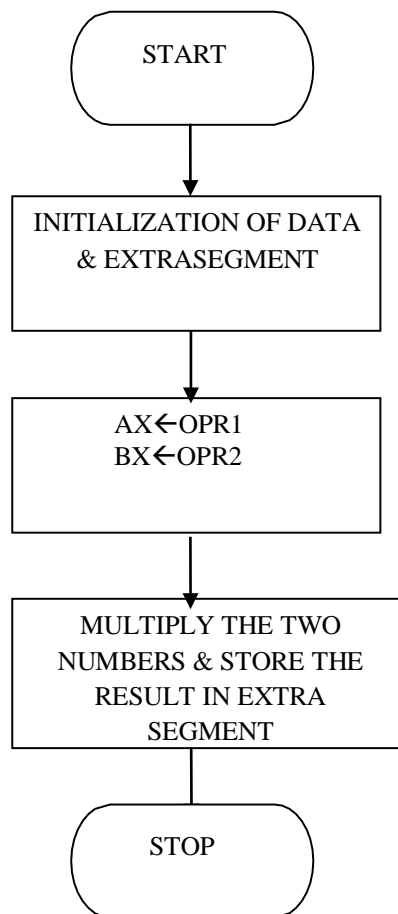 START
INITIALIZATION OF DATA
& EXTRASEGMENT
AX←OPR1
BX←OPR2
MULTIPLY THE TWO
NUMBERS & STORE THE
RESULT IN EXTRA
SEGMENT
STOP